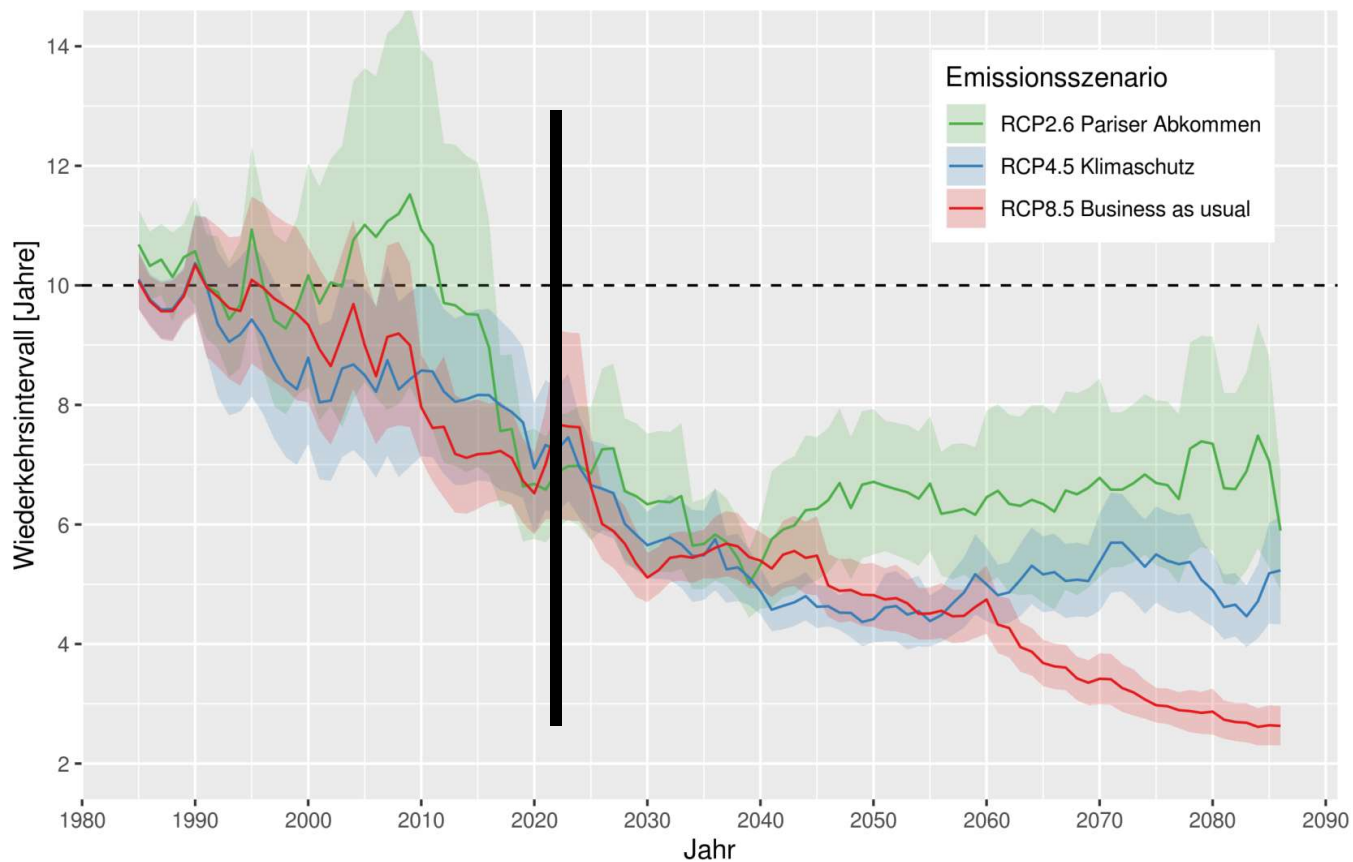 Emissionsszenario
RCP2.6 Pariser Abkommen
RCP4.5 Klimaschutz
RCP8.5 Business as usual
Wiederkehrsintervall [Jahre]
14
12
10
8
6
4
2
1980 1990 2000 2010 2020 2030 2040 2050 2060 2070 2080 2090
Jahr